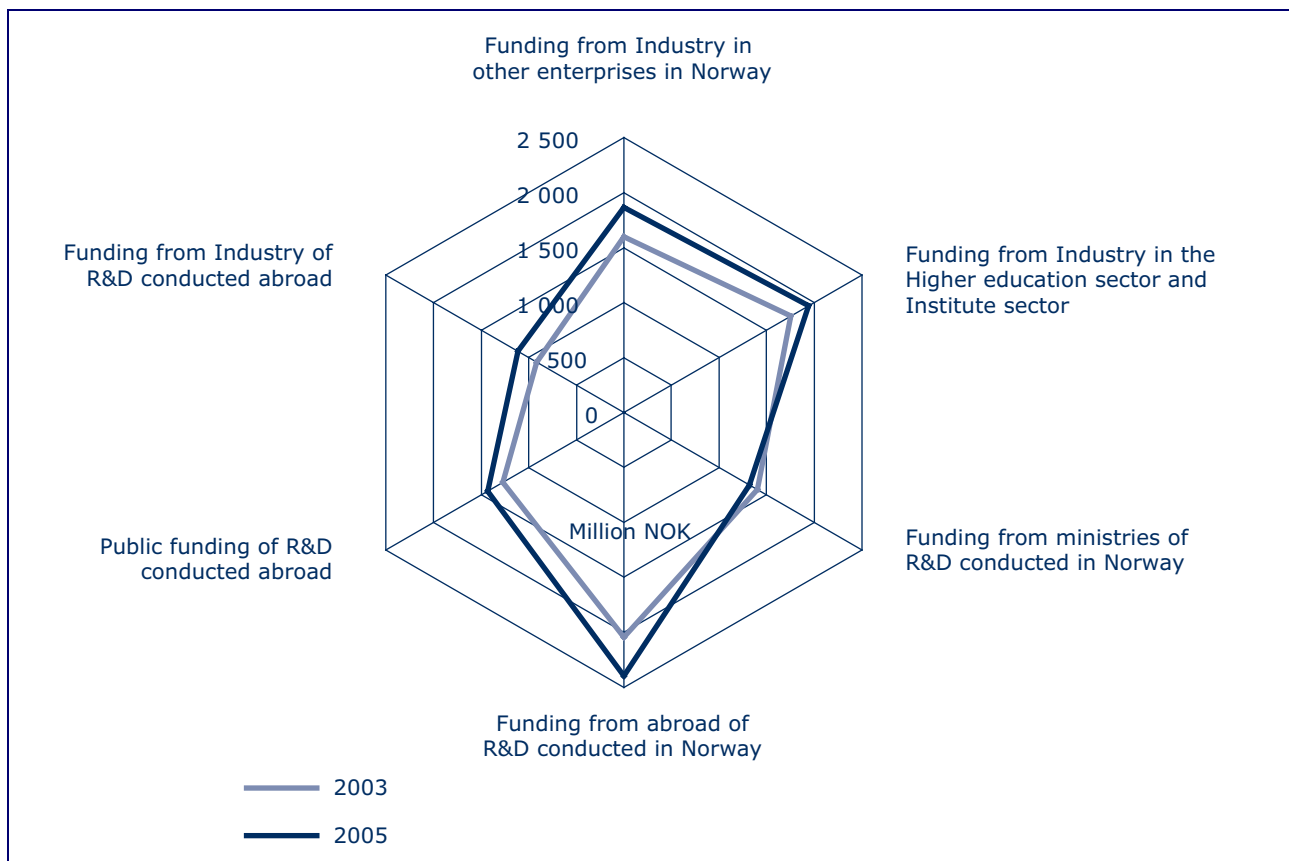 Funding from Industry in
other enterprises in Norway
2 500
2 000
1 500
1 000
500
0
Million NOK
Funding from Industry of
R&D conducted abroad
Funding from Industry in the
Higher education sector and
Institute sector
Public funding of R&D
conducted abroad
Funding from ministries of
R&D conducted in Norway
Funding from abroad of
R&D conducted in Norway
2003
2005